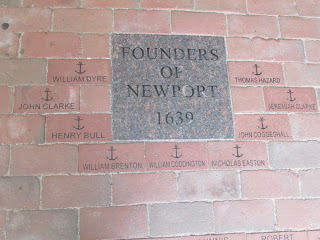 FOUNDERS
OF
NEWPORT
1639
WILLIAM DYRE
THOMAS HAZARD
JOHN CLARKE
JEREMIAH CLARKE
HENRY BULL
JOHN COGGESHALL
WILLIAM BRENTON
WILLIAM CODDINGTON
NICHOLAS EASTON
ROBERT